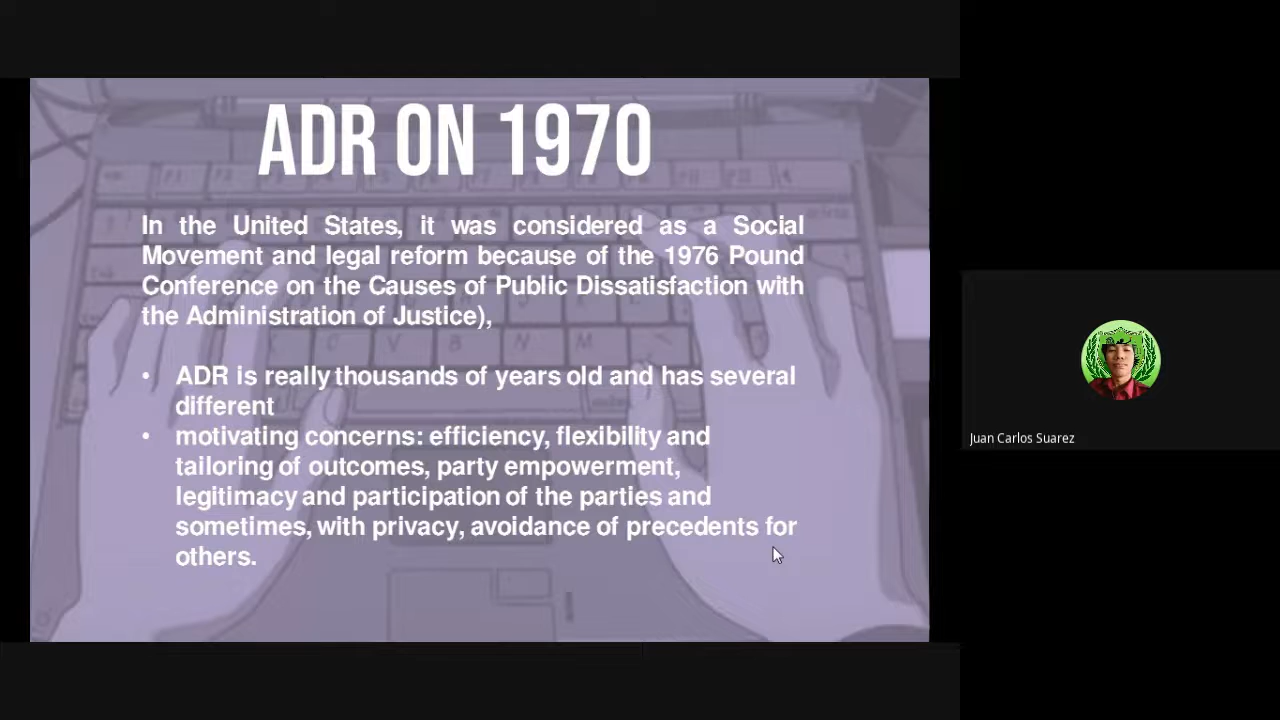 ADR ON 1970
In the United States, it was considered as a Social
Movement and legal reform because of the 1976 Pound
Conference on the Causes of Public Dissatisfaction with
the Administration of Justice),
• ADR is really thousands of years old and has several
different
• motivating concerns: efficiency, flexibility and
tailoring of outcomes, party empowerment,
legitimacy and participation of the parties and
sometimes, with privacy, avoidance of precedents for
others.
Juan Carlos Suarez